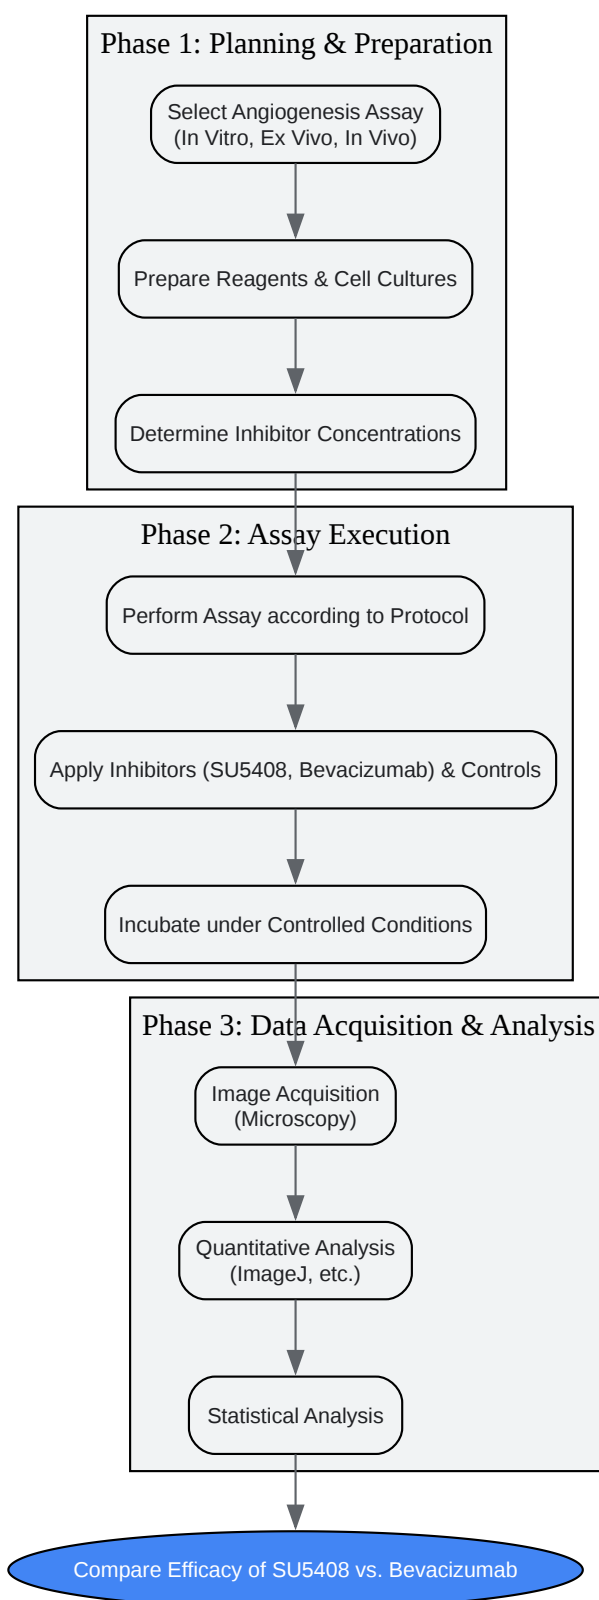 Phase 1: Planning & Preparation
Select Angiogenesis Assay
(In Vitro, Ex Vivo, In Vivo)
Prepare Reagents & Cell Cultures
Determine Inhibitor Concentrations
Phase 2: Assay Execution
Perform Assay according to Protocol
Apply Inhibitors (SU5408, Bevacizumab) & Controls
Incubate under Controlled Conditions
Phase 3: Data Acquisition & Analysis
Image Acquisition
(Microscopy)
Quantitative Analysis
(ImageJ, etc.)
Statistical Analysis
Compare Efficacy of SU5408 vs. Bevacizumab